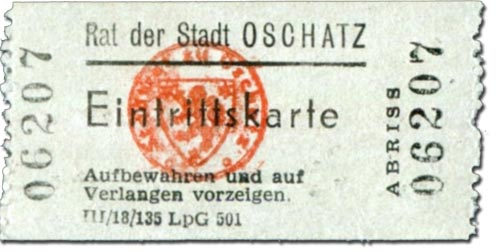 06207
Rat der Stadt OSCHATZ
Eintrittskarte
Aufbewahren und auf
Verlangen vorzeigen.
III/18/135 LpG 501
ABRISS
06207